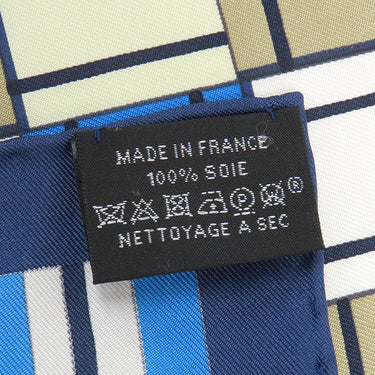 MADE IN FRANCE
100% SOIE
P ®
NETTOYAGE A SEC